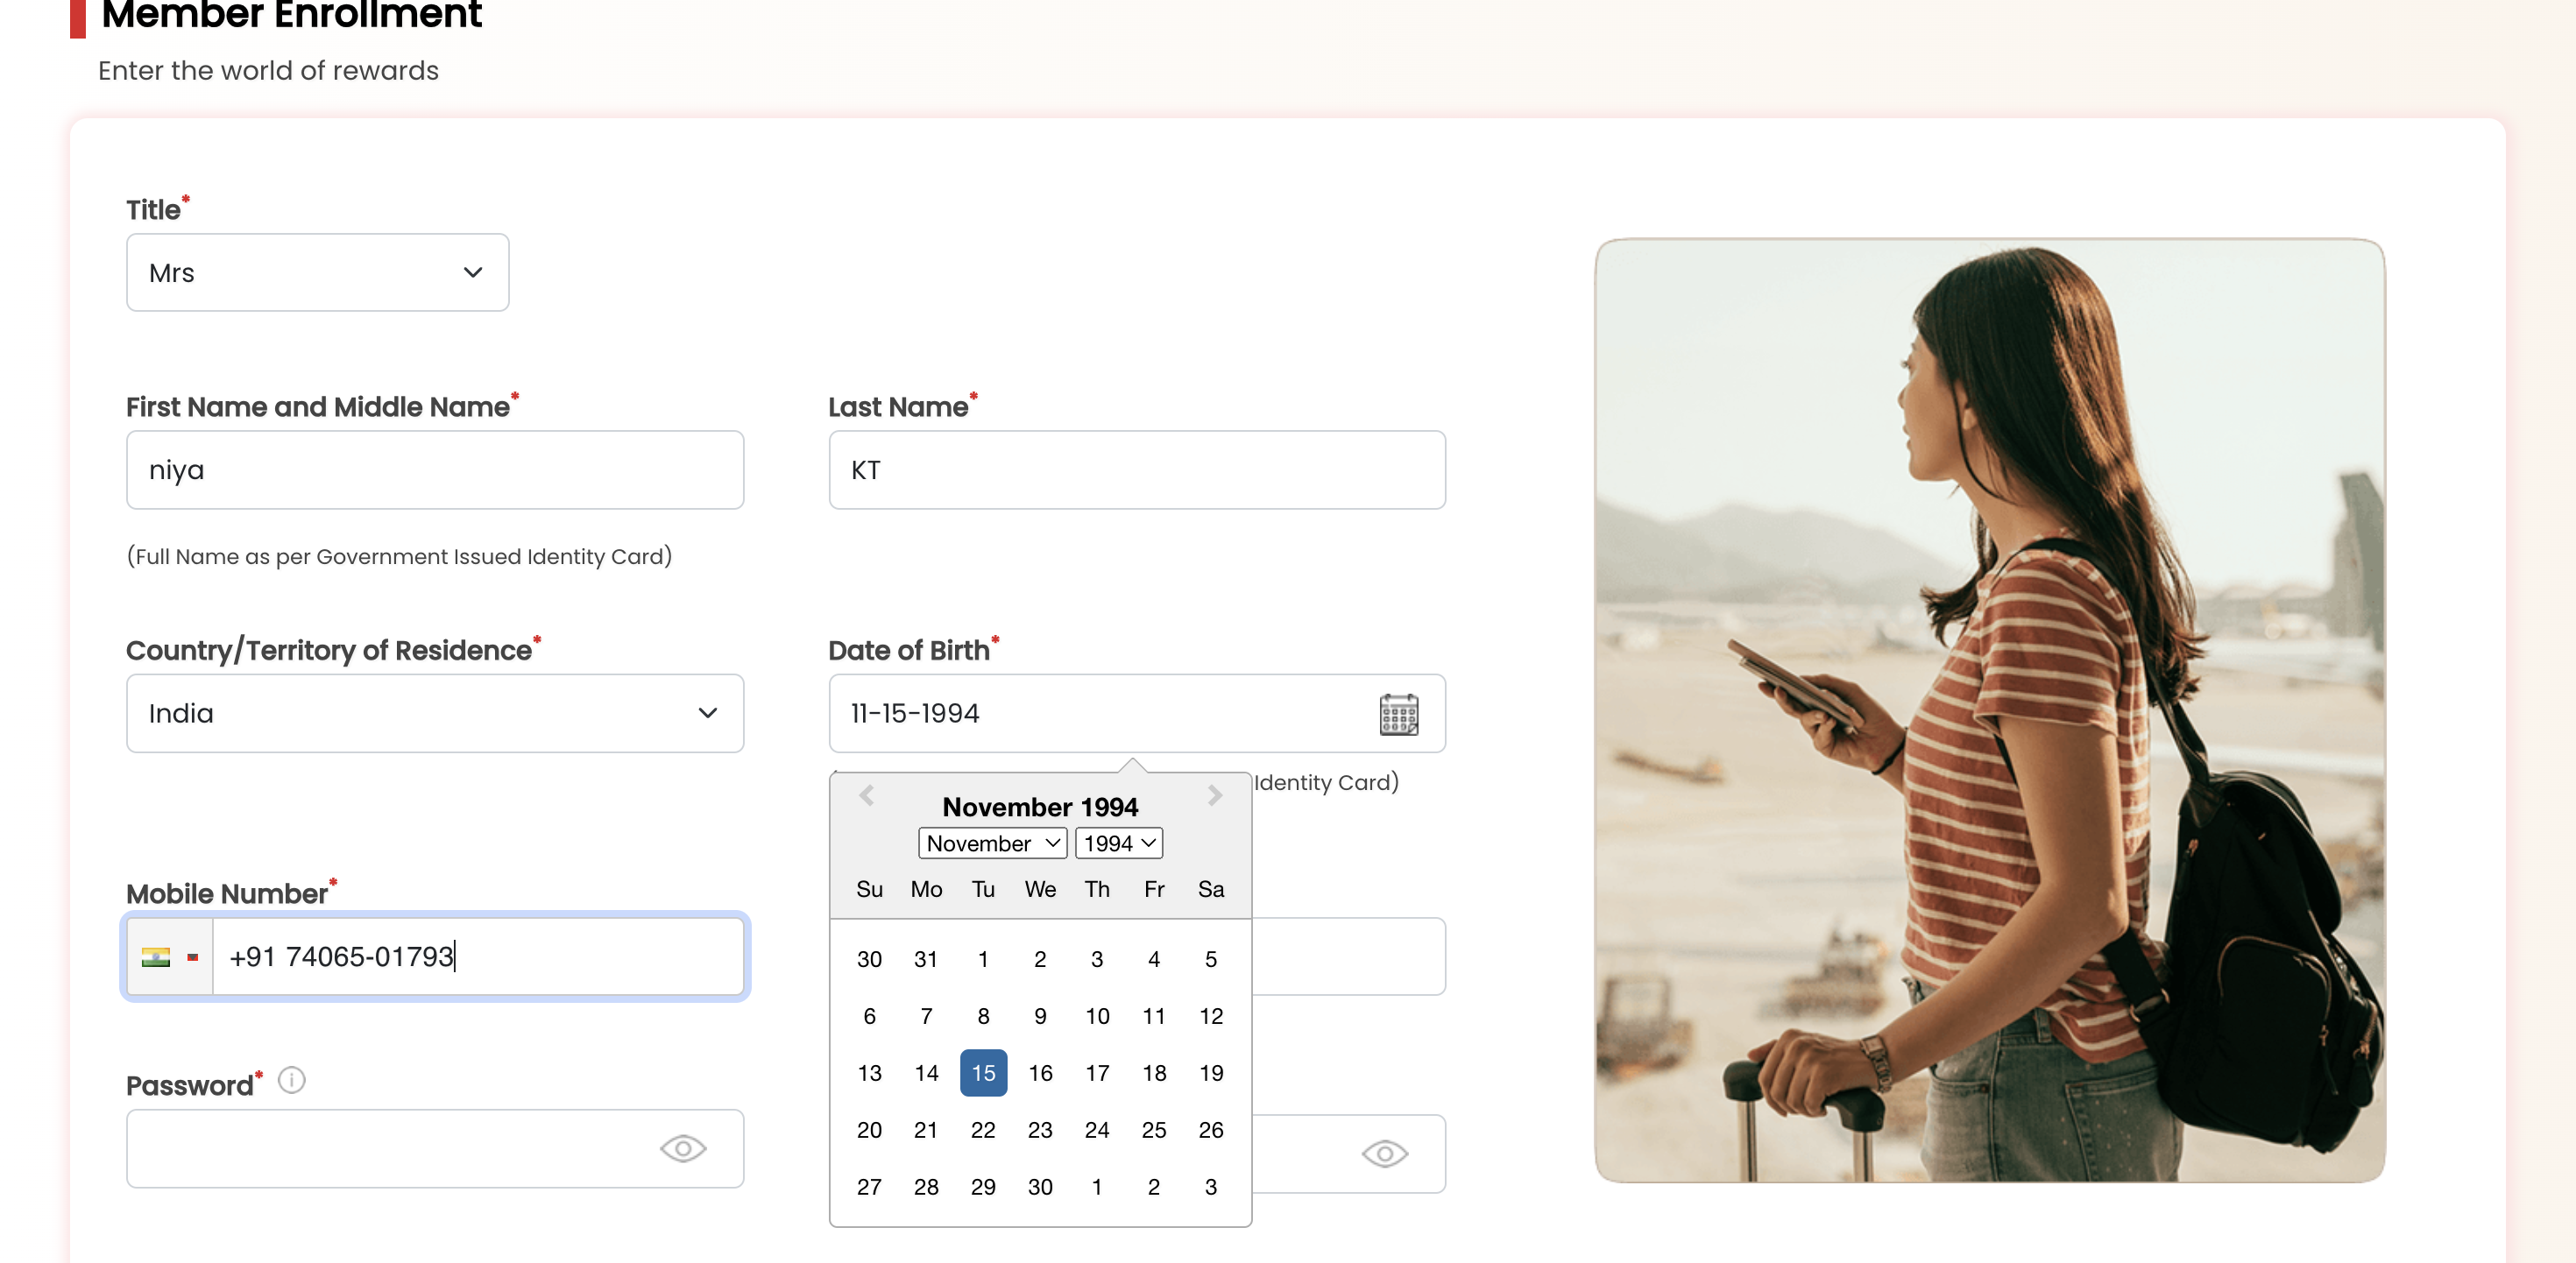 Member Enrollment
Enter the world of rewards
Title*
Mrs
First Name and Middle Name*
Last Name*
niya
KT
(Full Name as per Government Issued Identity Card)
Country/Territory of Residence*
Date of Birth*
India
11-15-1994
Identity Card)
November 1994
November 1994
Su Mo Tu We Th Fr Sa
30 31 1 2 3 4 5
6 7 8 9 10 11 12
13 14 15 16 17 18 19
20 21 22 23 24 25 26
27 28 29 30 1 2 3
Mobile Number*
+91 74065-01793
Password*